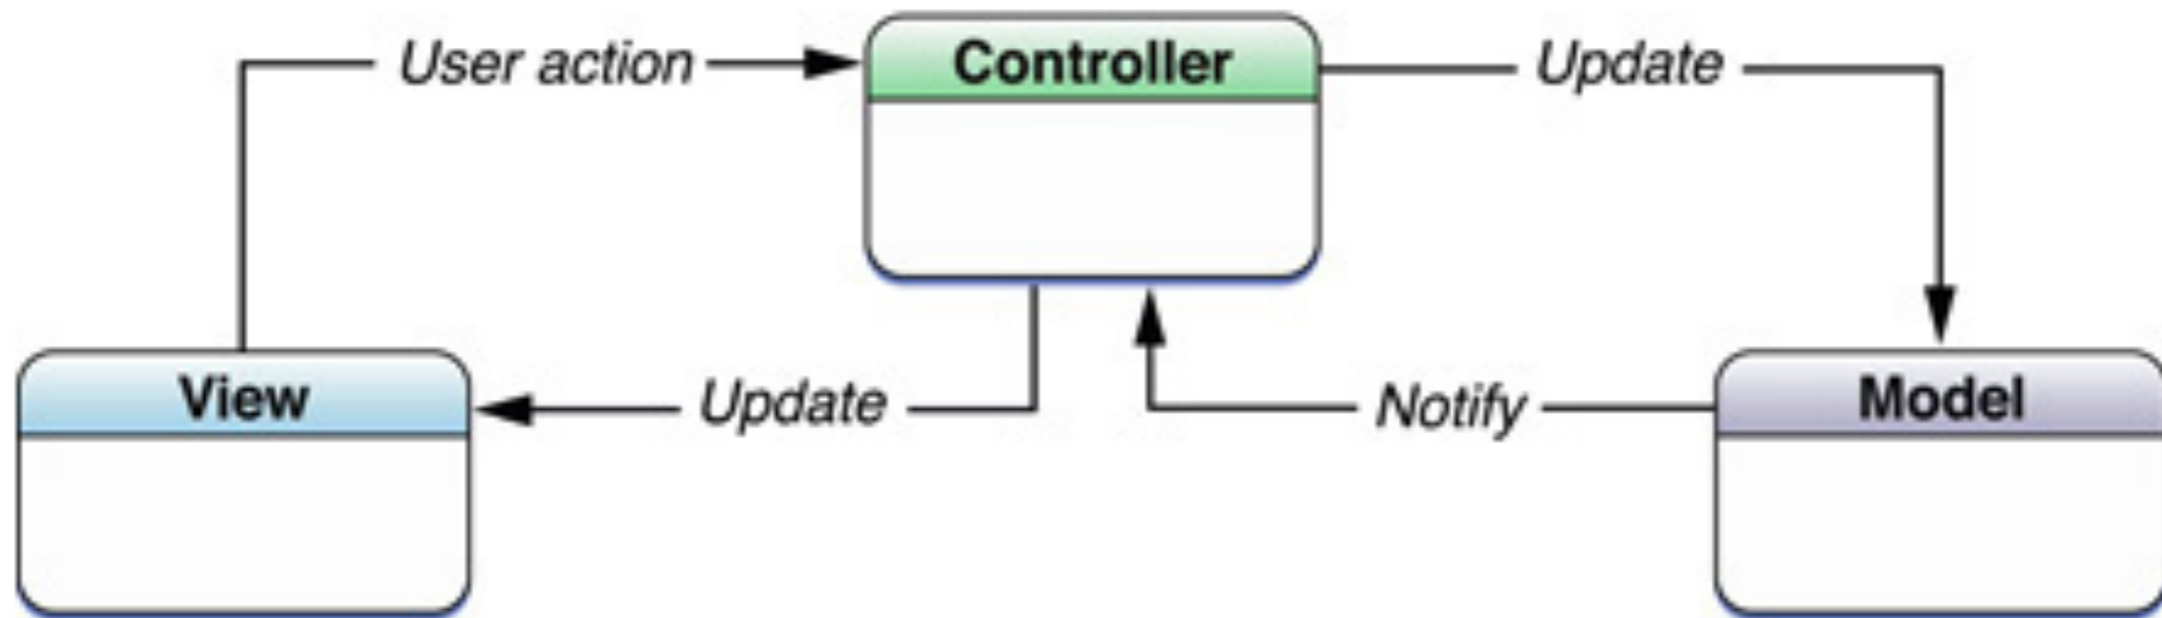 User action
Controller
Update
View
Update
Notify
Model